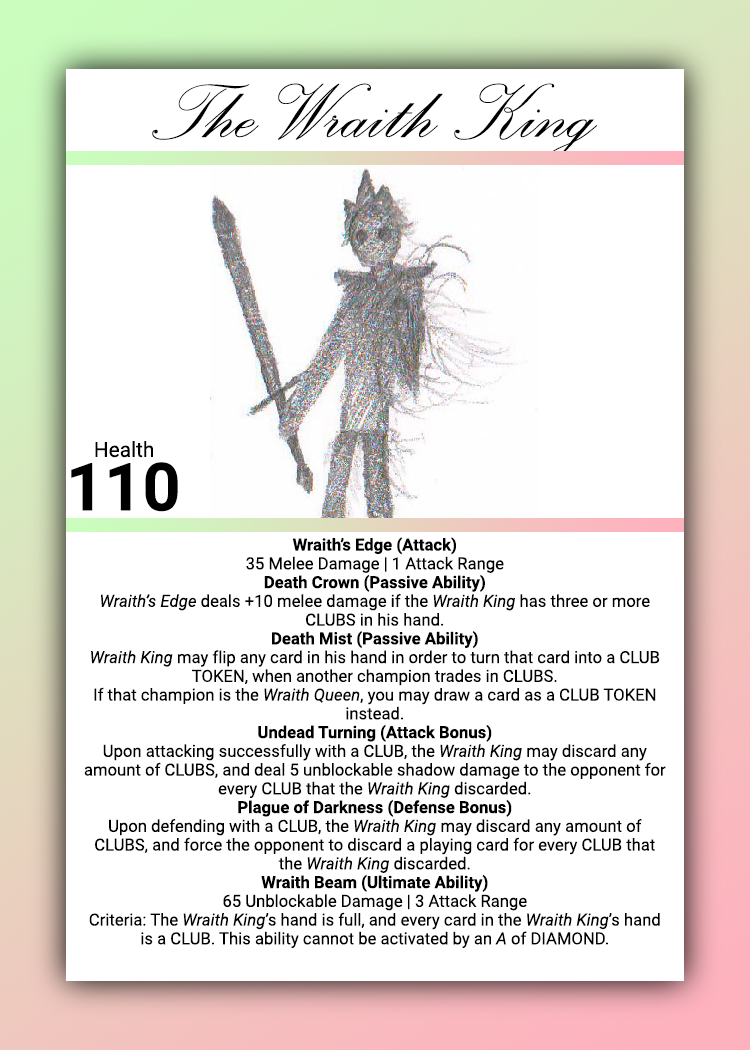 The Wraith King
Health
110
Wraith's Edge (Attack)
35 Melee Damage | 1 Attack Range
Death Crown (Passive Ability)
Wraith's Edge deals +10 melee damage if the Wraith King has three or more
CLUBS in his hand.
Death Mist (Passive Ability)
Wraith King may flip any card in his hand in order to turn that card into a CLUB
TOKEN, when another champion trades in CLUBS.
If that champion is the Wraith Queen, you may draw a card as a CLUB TOKEN
instead.
Undead Turning (Attack Bonus)
Upon attacking successfully with a CLUB, the Wraith King may discard any
amount of CLUBS, and deal 5 unblockable shadow damage to the opponent for
every CLUB that the Wraith King discarded.
Plague of Darkness (Defense Bonus)
Upon defending with a CLUB, the Wraith King may discard any amount of
CLUBS, and force the opponent to discard a playing card for every CLUB that
the Wraith King discarded.
Wraith Beam (Ultimate Ability)
65 Unblockable Damage | 3 Attack Range
Criteria: The Wraith King's hand is full, and every card in the Wraith King's hand
is a CLUB. This ability cannot be activated by an A of DIAMOND.